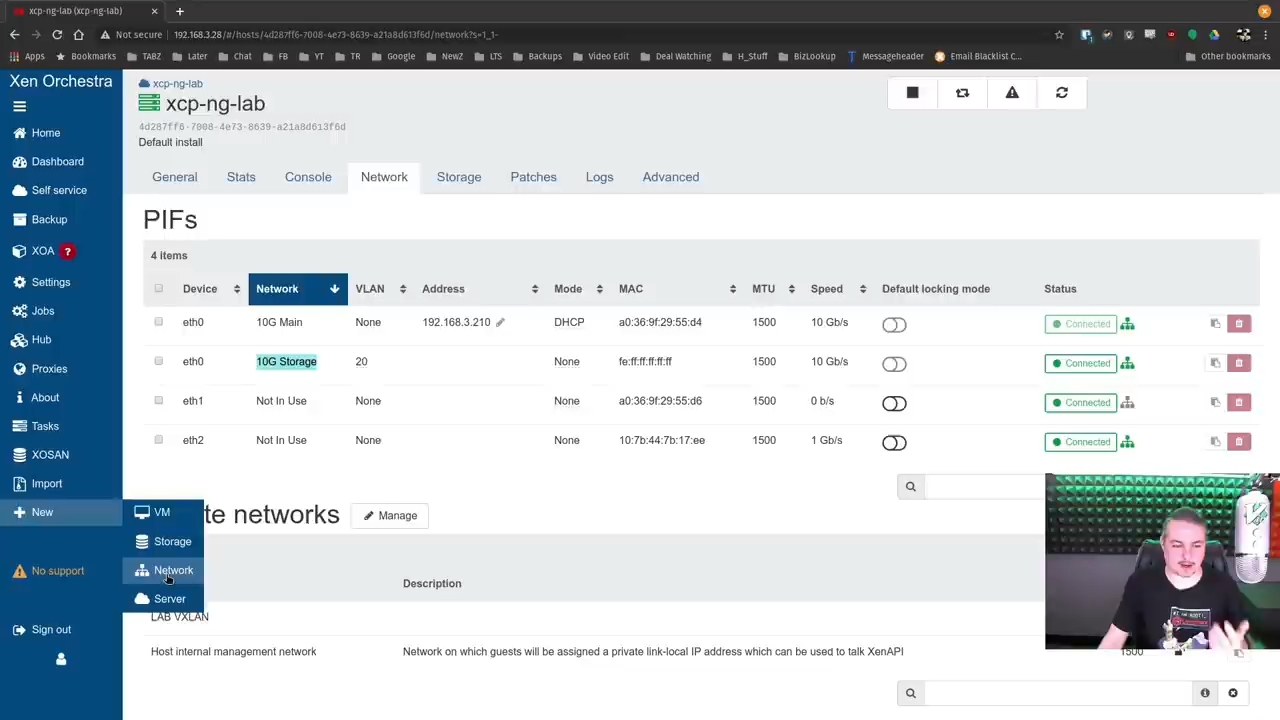 xcp-ng-lab (xcp-ng-lab)
Not secure
192.168.3.28/#/hosts/4d287ff6-7008-4e73-8639-a21a8d613f6d/network?s=1_1-
Apps Bookmarks TABZ Later Chat FB YT TR Google NewZ LTS Backups Video Edit Deal Watching H_Stuff BizLookup Messageheader Email Blacklist C... Other bookmarks
Xen Orchestra
Home
Dashboard
Self service
Backup
XOA ?
Settings
Jobs
Hub
Proxies
About
Tasks
XOSAN
Import
New
No support
Sign out
VM
Storage
Network
Server
xcp-ng-lab
xcp-ng-lab
4d287ff6-7008-4e73-8639-a21a8d613f6d
Default install
General Stats Console Network Storage Patches Logs Advanced
PIFs
4 items
Device Network VLAN Address Mode MAC MTU Speed Default locking mode Status
eth0 10G Main None 192.168.3.210 DHCP a0:36:9f:29:55:d4 1500 10 Gb/s Connected
eth0 10G Storage 20 None fe:ff:ff:ff:ff:ff 1500 10 Gb/s Connected
eth1 Not In Use None None a0:36:9f:29:55:d6 1500 0 b/s Connected
eth2 Not In Use None None 10:7b:44:7b:17:ee 1500 1 Gb/s Connected
te networks Manage
Description
LAB VXLAN
Host internal management network Network on which guests will be assigned a private link-local IP address which can be used to talk XenAPI 1500